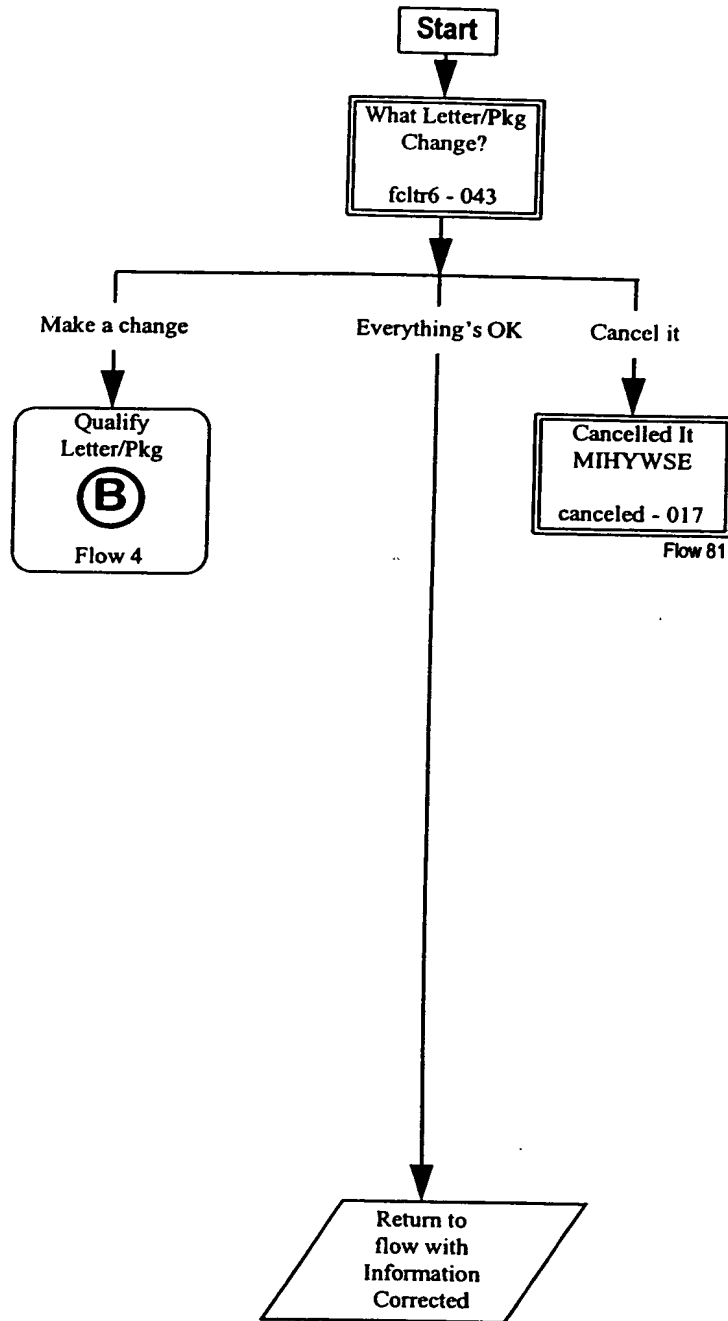 Start
What Letter/Pkg
Change?
fcltr6 - 043
Make a change
Everything's OK
Cancel it
Qualify
Letter/Pkg
B
Flow 4
Cancelled It
MIHYWSE
canceled - 017
Flow 81
Return to
flow with
Information
Corrected